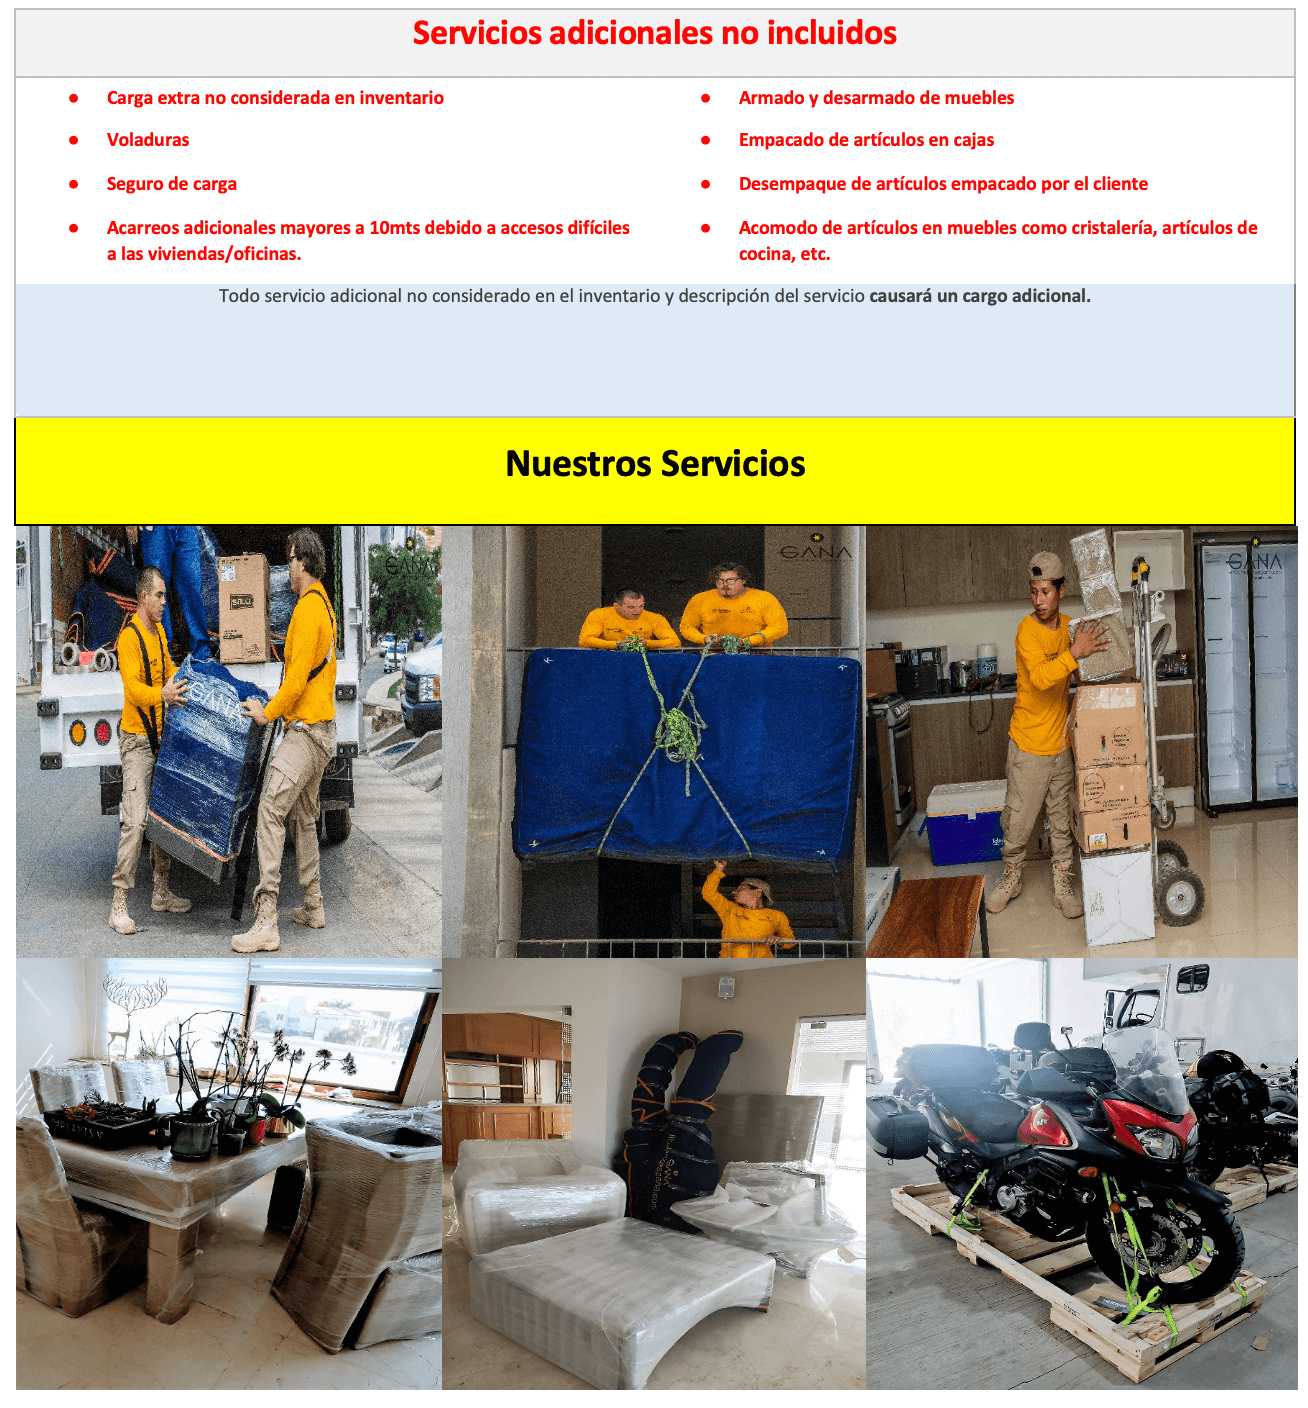 Servicios adicionales no incluidos
Carga extra no considerada en inventario
Voladuras
Seguro de carga
Acarreos adicionales mayores a 10mts debido a accesos difíciles
a las viviendas/oficinas.
Armado y desarmado de muebles
Empacado de artículos en cajas
Desempaque de artículos empacado por el cliente
Acomodo de artículos en muebles como cristalería, artículos de
cocina, etc.
Todo servicio adicional no considerado en el inventario y descripción del servicio causará un cargo adicional.
Nuestros Servicios
GANA
GANA
GANA
GANA
GANA